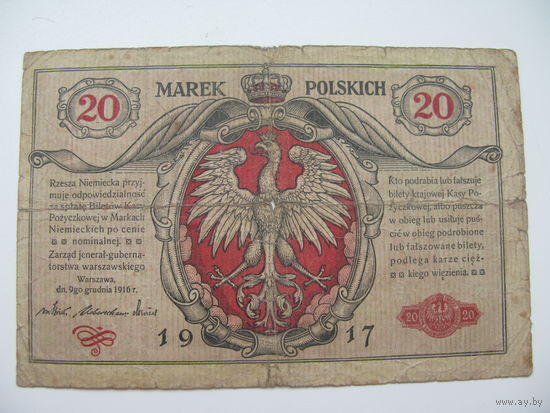 20 MAREK POLSKICH 20
Rzesza Niemiecka przyj-
muje odpowiedzialność
za spłatę Biletów Kasy
Pożyczkowej w Markach
Niemieckich po cenie
nominalnej.
Zarząd jenerał-guberna-
torstwa warszawskiego
Warszawa,
dn. 9go grudnia 1916 r.
Kto podrabia lub fałszuje
bilety krajowej Kasy Po-
życzkowej, albo puszcza
w obieg lub usiłuje puś-
cić w obieg podrobione
lub fałszowane bilety,
podlega karze cięż-
kiego więzienia.
19 17
20 20
www.ay.by